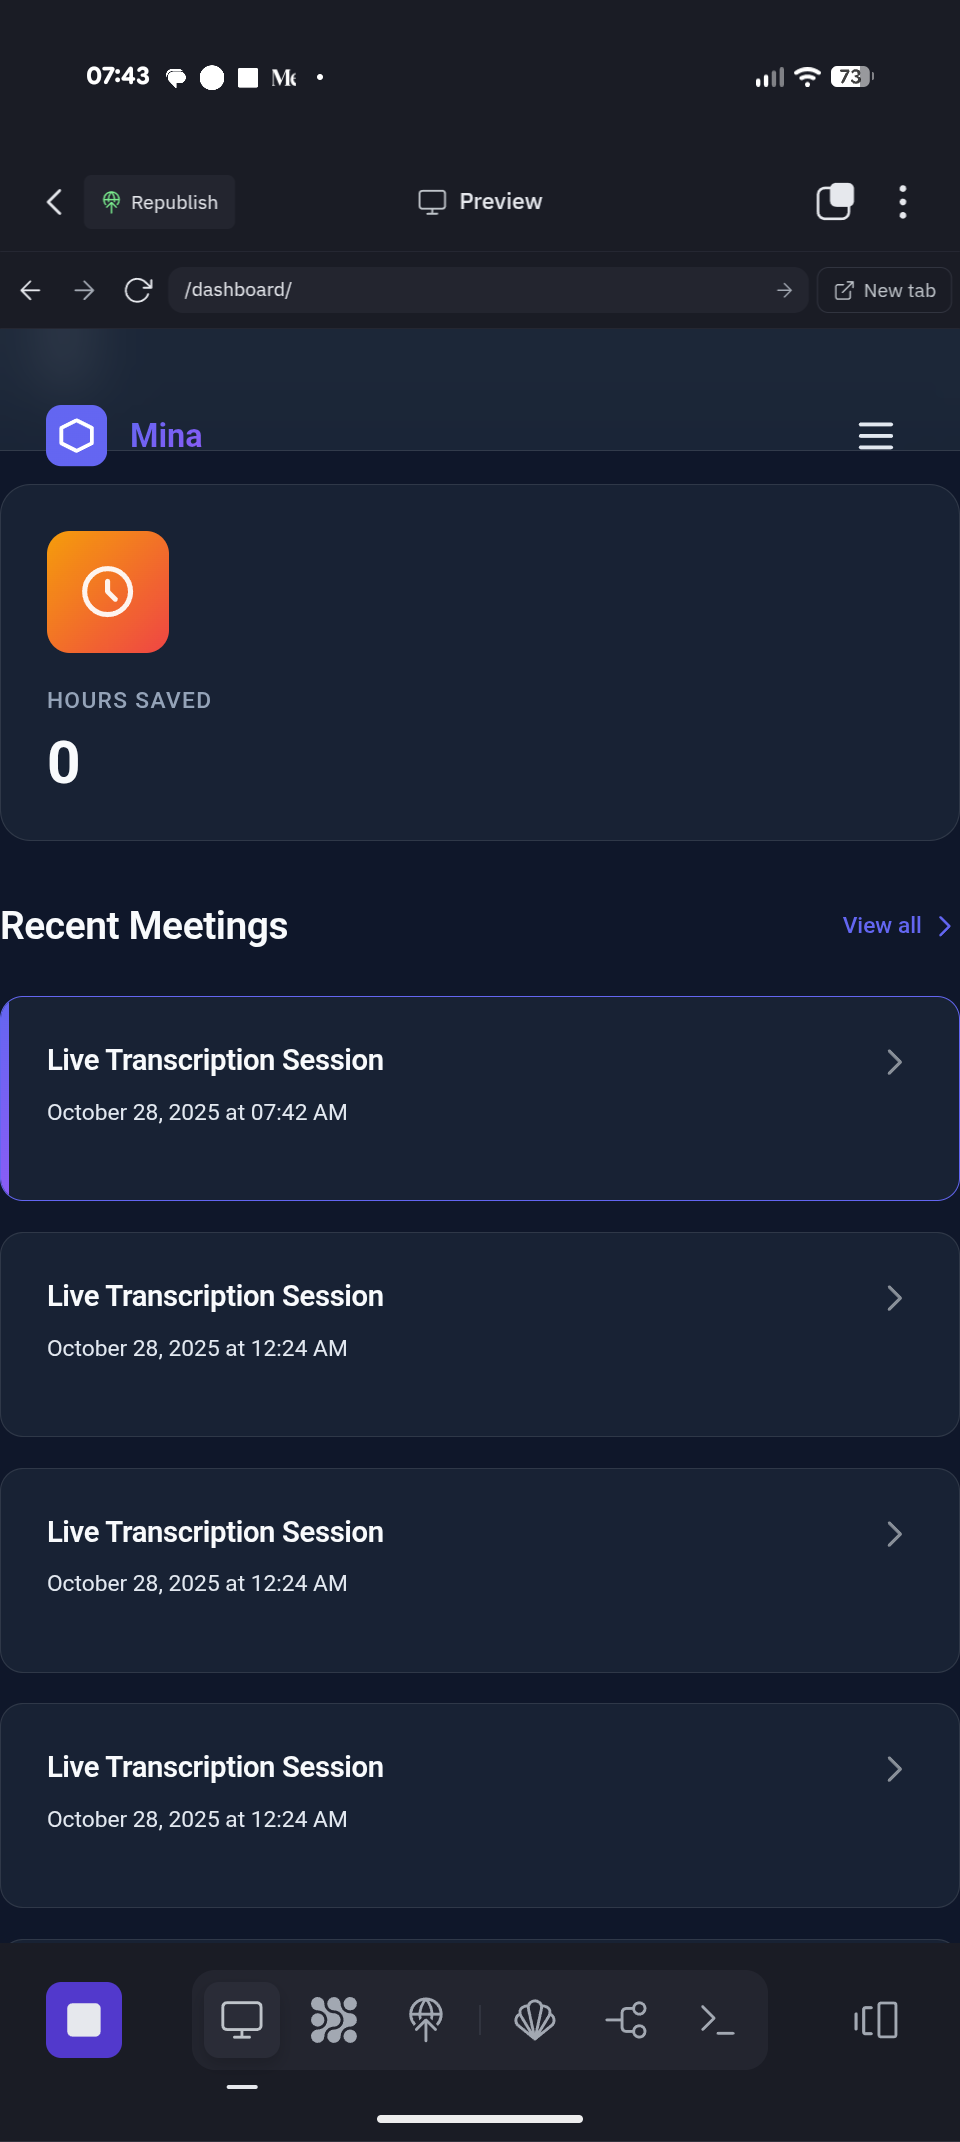 07:43
73
Republish
Preview
/dashboard/
New tab
Mina
HOURS SAVED
0
Recent Meetings
View all
Live Transcription Session
October 28, 2025 at 07:42 AM
Live Transcription Session
October 28, 2025 at 12:24 AM
Live Transcription Session
October 28, 2025 at 12:24 AM
Live Transcription Session
October 28, 2025 at 12:24 AM